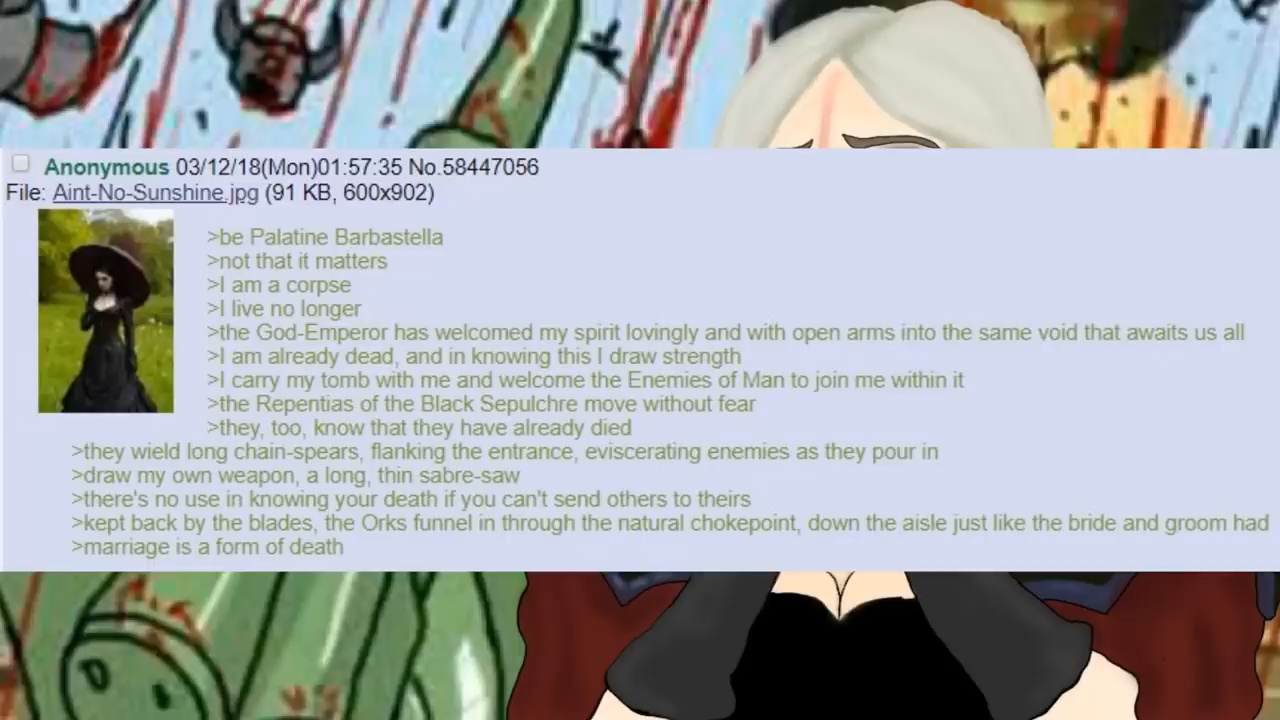 Anonymous 03/12/18(Mon)01:57:35 No.58447056
File: Aint-No-Sunshine.jpg (91 KB, 600x902)
>be Palatine Barbastella
>not that it matters
>I am a corpse
>I live no longer
>the God-Emperor has welcomed my spirit lovingly and with open arms into the same void that awaits us all
>I am already dead, and in knowing this I draw strength
>I carry my tomb with me and welcome the Enemies of Man to join me within it
>the Repentias of the Black Sepulchre move without fear
>they, too, know that they have already died
>they wield long chain-spears, flanking the entrance, eviscerating enemies as they pour in
>draw my own weapon, a long, thin sabre-saw
>there's no use in knowing your death if you can't send others to theirs
>kept back by the blades, the Orks funnel in through the natural chokepoint, down the aisle just like the bride and groom had
>marriage is a form of death